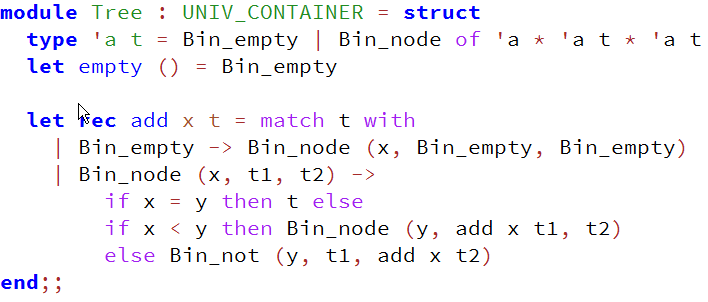 module Tree : UNIV_CONTAINER = struct
  type 'a t = Bin_empty | Bin_node of 'a * 'a t * 'a t
  let empty () = Bin_empty

  let rec add x t = match t with
    | Bin_empty -> Bin_node (x, Bin_empty, Bin_empty)
    | Bin_node (x, t1, t2) ->
        if x = y then t else
        if x < y then Bin_node (y, add x t1, t2)
        else Bin_not (y, t1, add x t2)
end;;